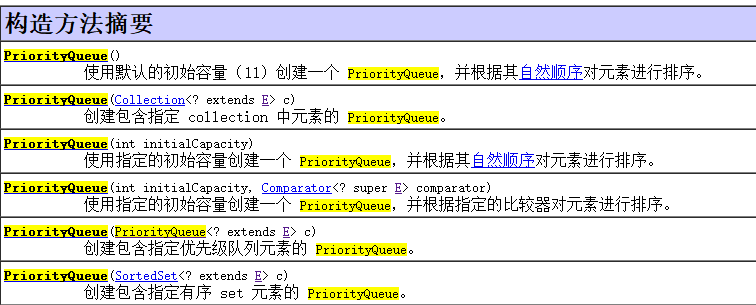 构造方法摘要
PriorityQueue()
使用默认的初始容量（11）创建一个 PriorityQueue，并根据其自然顺序对元素进行排序。
PriorityQueue(Collection<? extends E> c)
创建包含指定 collection 中元素的 PriorityQueue。
PriorityQueue(int initialCapacity)
使用指定的初始容量创建一个 PriorityQueue，并根据其自然顺序对元素进行排序。
PriorityQueue(int initialCapacity, Comparator<? super E> comparator)
使用指定的初始容量创建一个 PriorityQueue，并根据指定的比较器对元素进行排序。
PriorityQueue(PriorityQueue<? extends E> c)
创建包含指定优先级队列元素的 PriorityQueue。
PriorityQueue(SortedSet<? extends E> c)
创建包含指定有序 set 元素的 PriorityQueue。